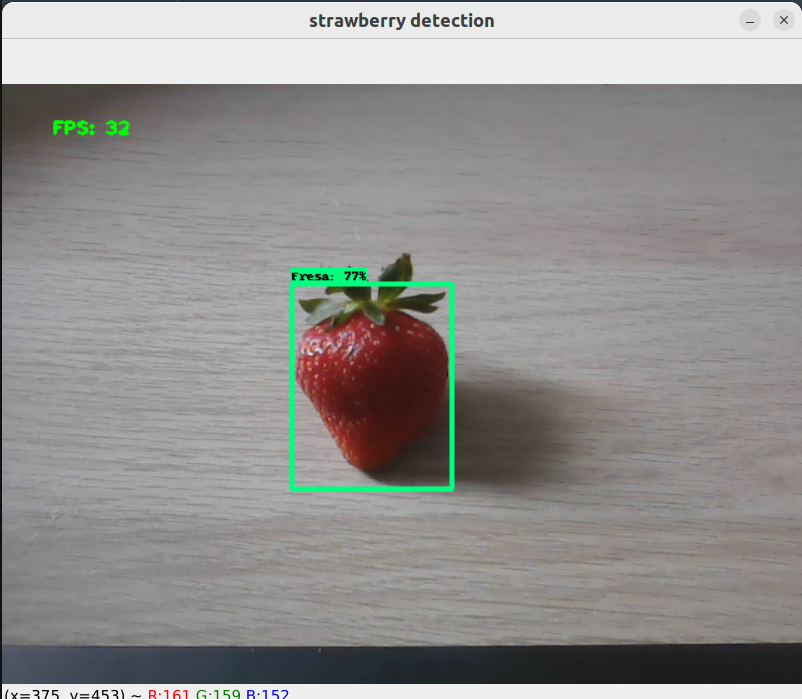 strawberry detection
FPS: 32
Fresa: 77%
(x=375, y=453) ~ R:161 G:159 B:152